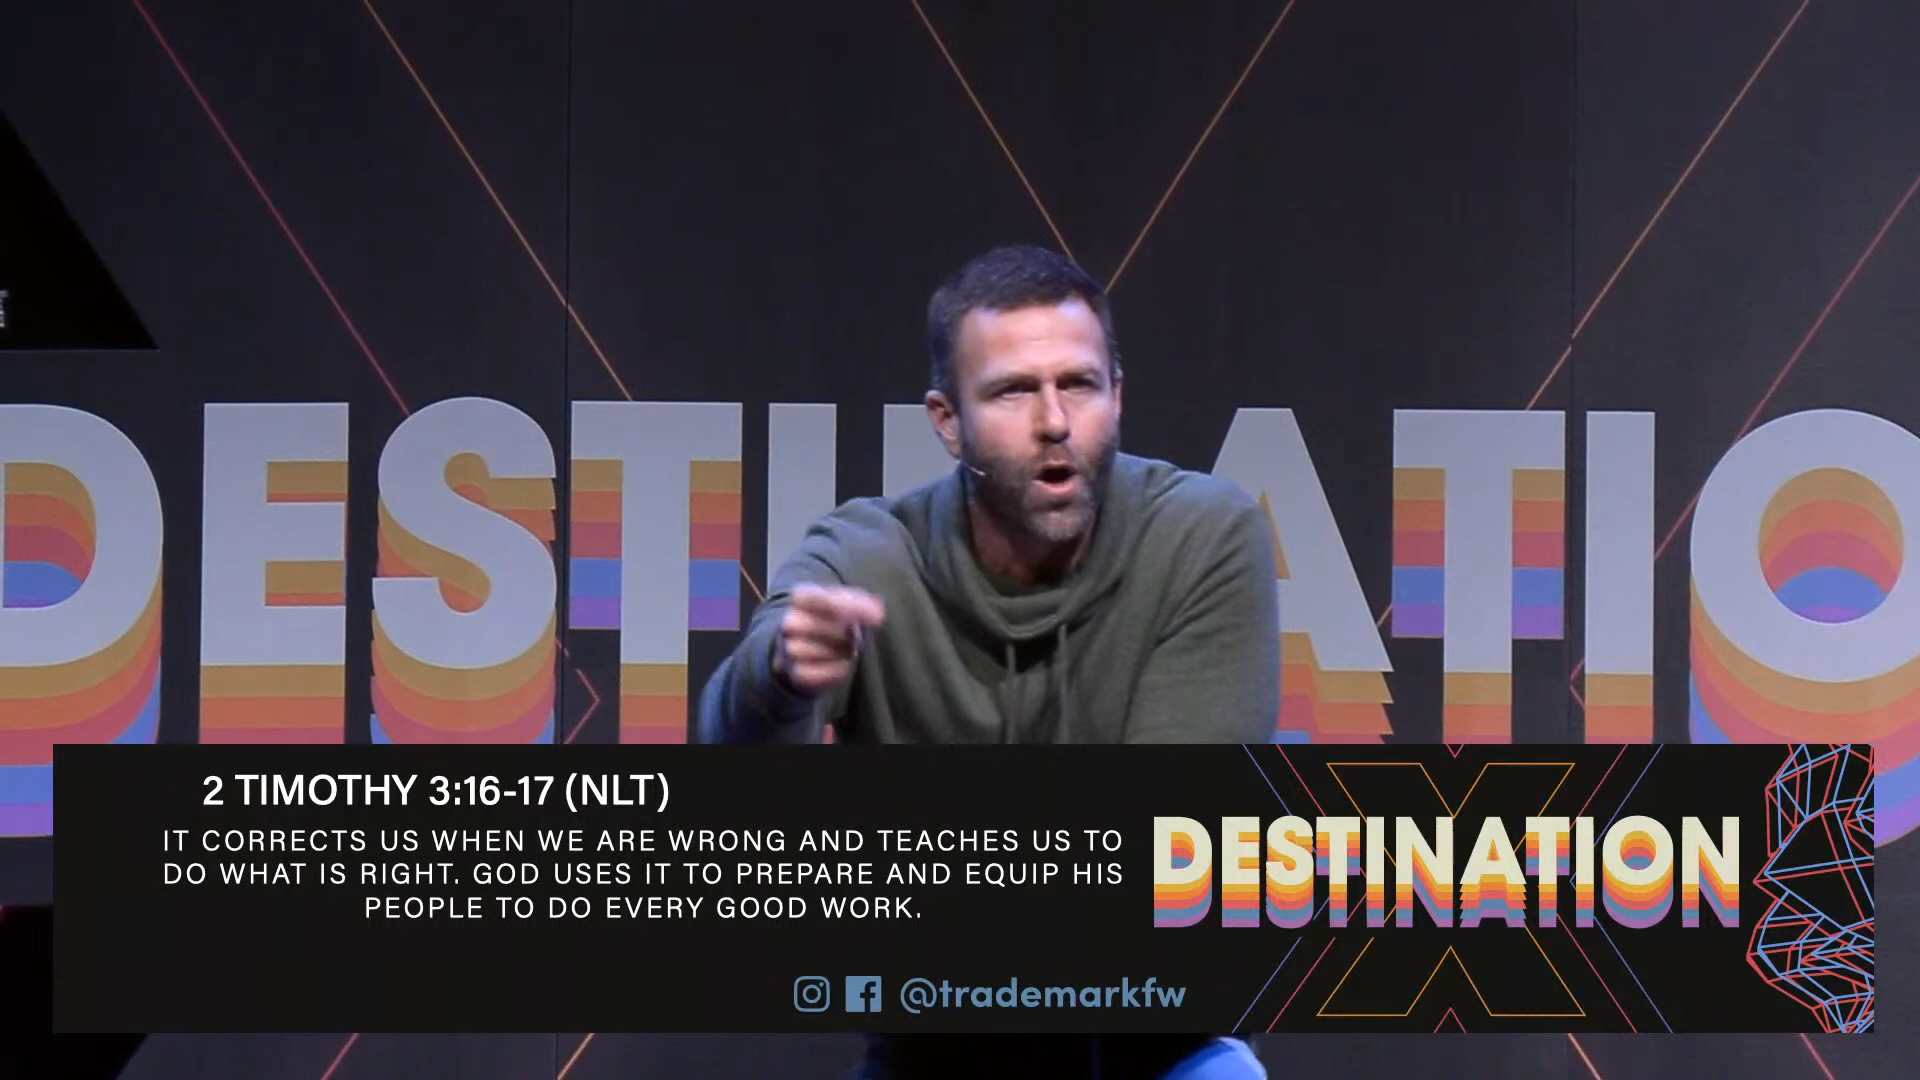 DESTINATIO
2 TIMOTHY 3:16-17 (NLT)
IT CORRECTS US WHEN WE ARE WRONG AND TEACHES US TO
DO WHAT IS RIGHT. GOD USES IT TO PREPARE AND EQUIP HIS
PEOPLE TO DO EVERY GOOD WORK.
DESTINATION
X
@trademarkfw